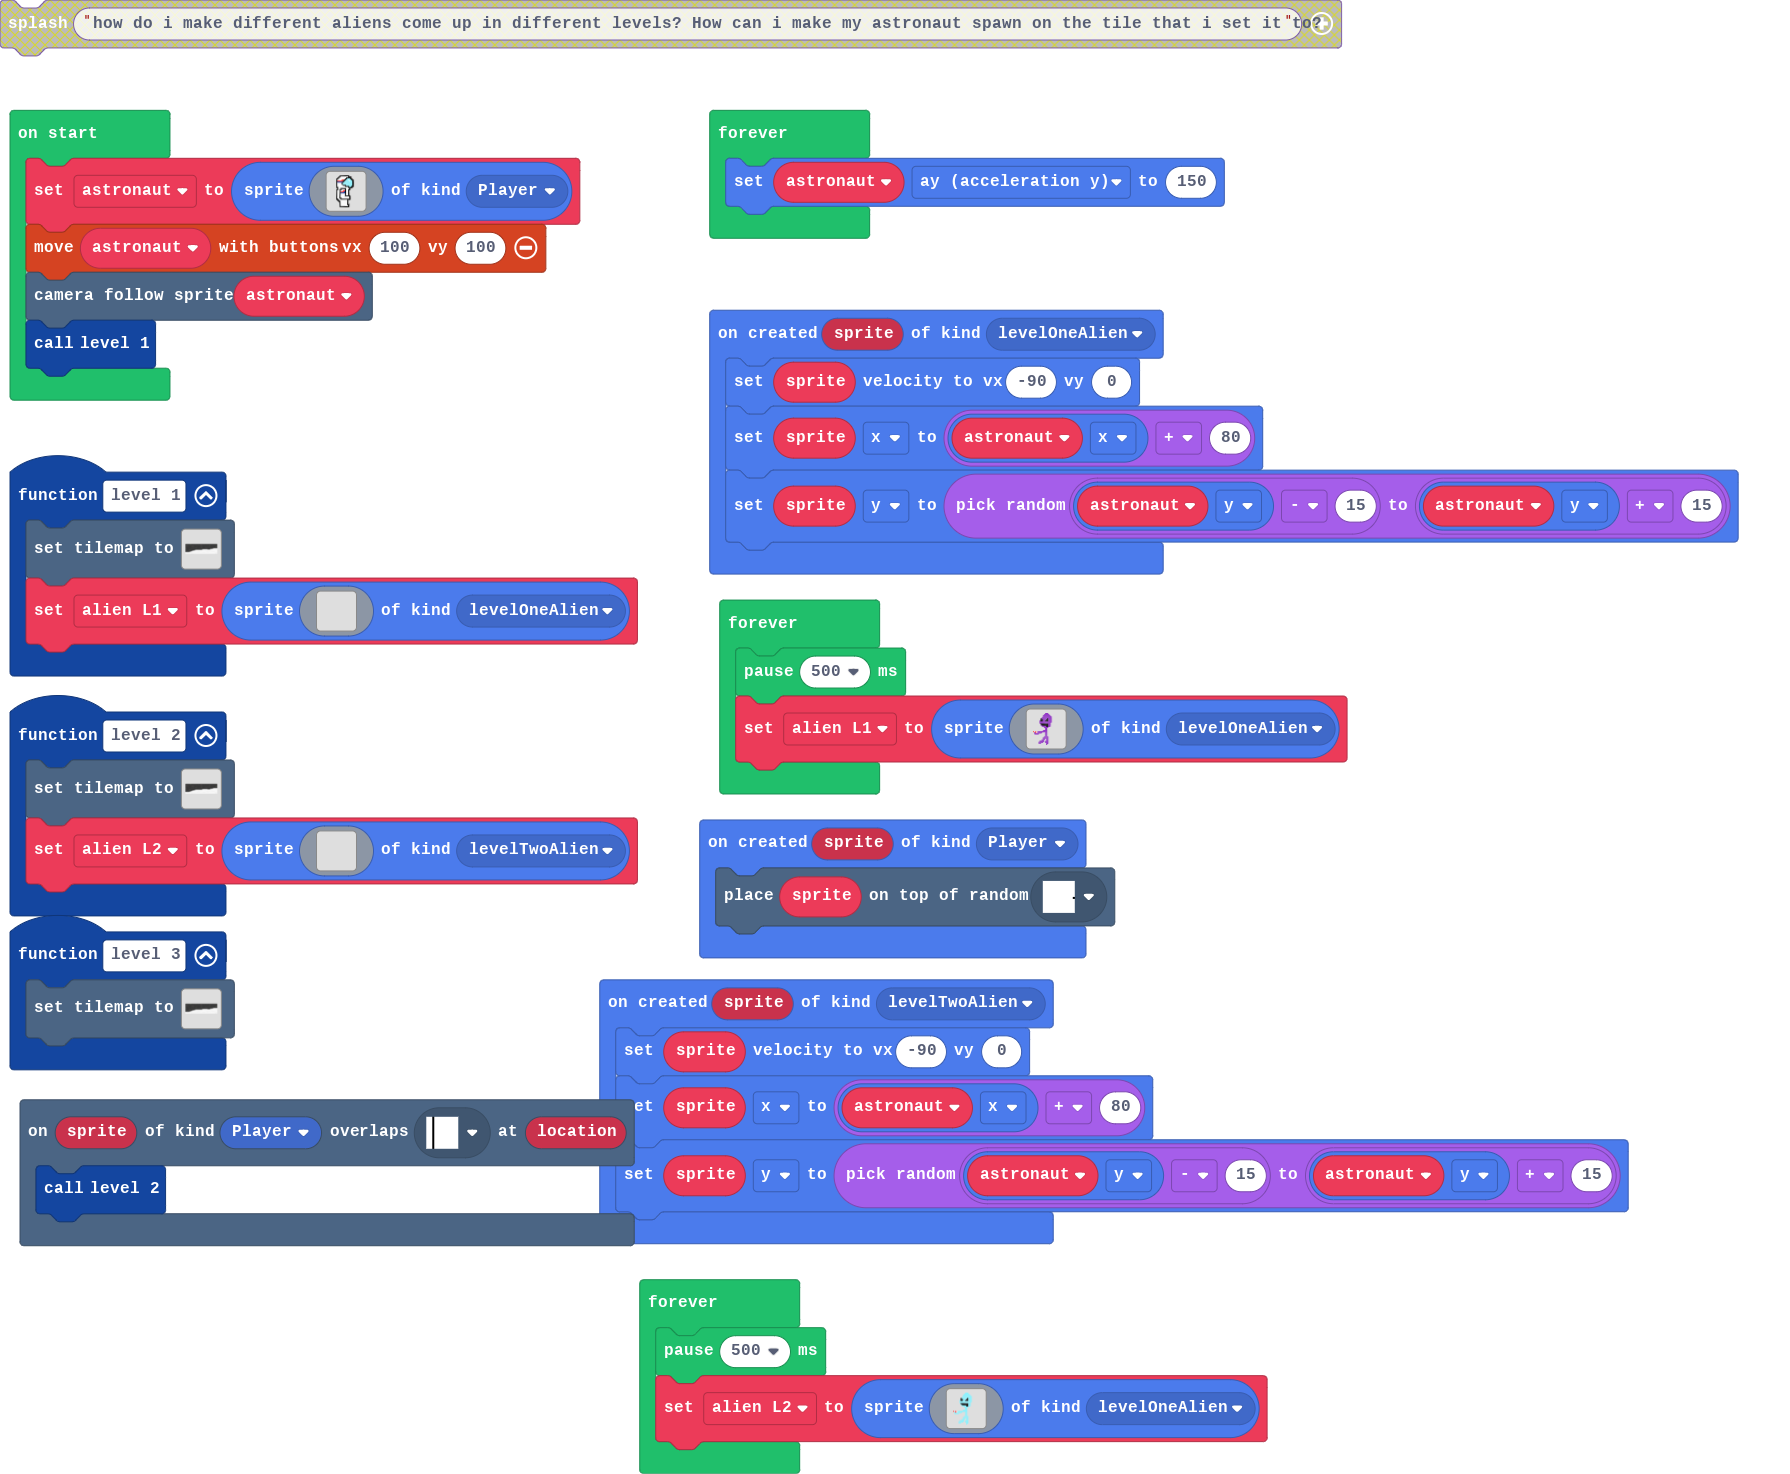 splash "how do i make different aliens come up in different levels? How can i make my astronaut spawn on the tile that i set it to?"
on start
set astronaut to sprite of kind Player
move astronaut with buttons vx 100 vy 100
camera follow sprite astronaut
call level 1
function level 1
set tilemap to
set alien L1 to sprite of kind levelOneAlien
function level 2
set tilemap to
set alien L2 to sprite of kind levelTwoAlien
function level 3
set tilemap to
on sprite of kind Player overlaps at location
call level 2
forever
set astronaut ay (acceleration y) to 150
on created sprite of kind levelOneAlien
set sprite velocity to vx -90 vy 0
set sprite x to astronaut x + 80
set sprite y to pick random astronaut y - 15 to astronaut y + 15
forever
pause 500 ms
set alien L1 to sprite of kind levelOneAlien
on created sprite of kind Player
place sprite on top of random
on created sprite of kind levelTwoAlien
set sprite velocity to vx -90 vy 0
set sprite x to astronaut x + 80
set sprite y to pick random astronaut y - 15 to astronaut y + 15
forever
pause 500 ms
set alien L2 to sprite of kind levelOneAlien